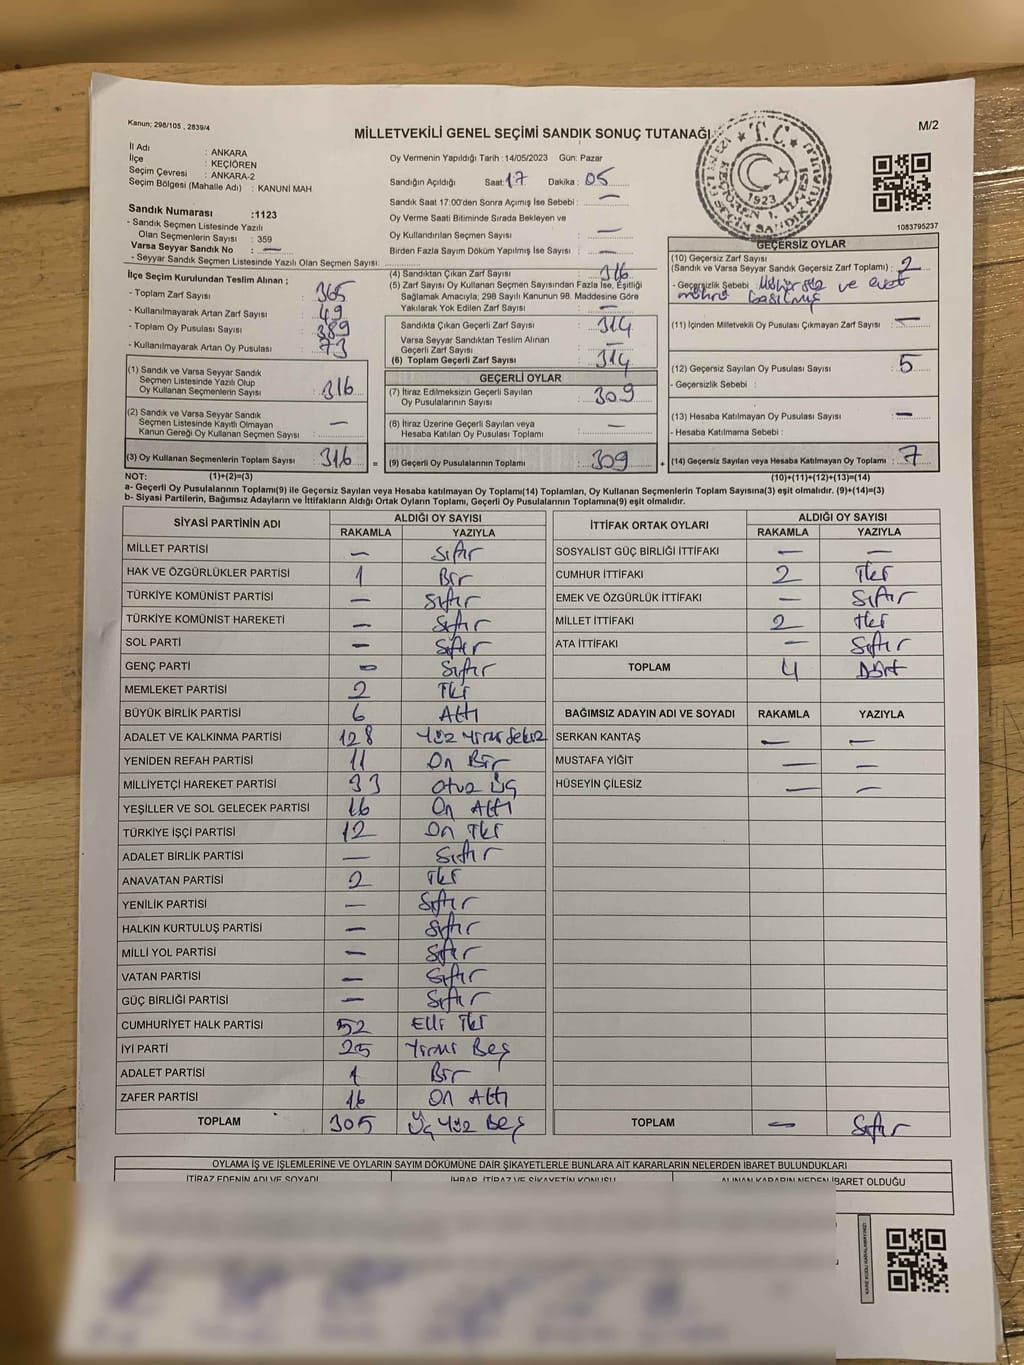 Kanun; 298/105 , 2839/4
MİLLETVEKİLİ GENEL SEÇİMİ SANDIK SONUÇ TUTANAĞI
M/2
İl Adı : ANKARA
İlçe : KEÇİÖREN
Seçim Çevresi : ANKARA-2
Seçim Bölgesi (Mahalle Adı) : KANUNİ MAH
Sandık Numarası :1123
- Sandık Seçmen Listesinde Yazılı
Olan Seçmenlerin Sayısı : 359
Varsa Seyyar Sandık No : —
- Seyyar Sandık Seçmen Listesinde Yazılı Olan Seçmen Sayısı:
Oy Vermenin Yapıldığı Tarih : 14/05/2023 Gün: Pazar
Sandığın Açıldığı Saat: 17 Dakika : 05
Sandık Saat 17:00'den Sonra Açımış İse Sebebi : —
Oy Verme Saati Bitiminde Sırada Bekleyen ve
Oy Kullandırılan Seçmen Sayısı : —
Birden Fazla Sayım Döküm Yapılmış İse Sayısı : —
T.C.
1923
1083795237
İlçe Seçim Kurulundan Teslim Alınan ;
- Toplam Zarf Sayısı : 365
- Kullanılmayarak Artan Zarf Sayısı : 49
- Toplam Oy Pusulası Sayısı : 389
- Kullanılmayarak Artan Oy Pusulası : 73
(1) Sandık ve Varsa Seyyar Sandık
Seçmen Listesinde Yazılı Olup
Oy Kullanan Seçmenlerin Sayısı : 316
(2) Sandık ve Varsa Seyyar Sandık
Seçmen Listesinde Kayıtlı Olmayan
Kanun Gereği Oy Kullanan Seçmen Sayısı : —
(3) Oy Kullanan Seçmenlerin Toplam Sayısı : 316 =
(4) Sandıktan Çıkan Zarf Sayısı : 316
(5) Zarf Sayısı Oy Kullanan Seçmen Sayısından Fazla İse, Eşitliği
Sağlamak Amacıyla; 298 Sayılı Kanunun 98. Maddesine Göre
Yakılarak Yok Edilen Zarf Sayısı : —
Sandıkta Çıkan Geçerli Zarf Sayısı : 314
Varsa Seyyar Sandıktan Teslim Alınan
Geçerli Zarf Sayısı : —
(6) Toplam Geçerli Zarf Sayısı : 314
GEÇERLİ OYLAR
(7) İtiraz Edilmeksizin Geçerli Sayılan
Oy Pusulalarının Sayısı : 309
(8) İtiraz Üzerine Geçerli Sayılan veya
Hesaba Katılan Oy Pusulası Toplamı : —
(9) Geçerli Oy Pusulalarının Toplamı : 309 +
GEÇERSİZ OYLAR
(10) Geçersiz Zarf Sayısı
(Sandık ve Varsa Seyyar Sandık Geçersiz Zarf Toplamı) : 2
- Geçersizlik Sebebi : Mühürsüz ve evet
mührü basılmış
(11) İçinden Milletvekili Oy Pusulası Çıkmayan Zarf Sayısı : —
(12) Geçersiz Sayılan Oy Pusulası Sayısı : 5
- Geçersizlik Sebebi :
(13) Hesaba Katılmayan Oy Pusulası Sayısı : —
- Hesaba Katılmama Sebebi :
(14) Geçersiz Sayılan veya Hesaba Katılmayan Oy Toplamı : 7
NOT: (1)+(2)=(3) (10)+(11)+(12)+(13)=(14)
a- Geçerli Oy Pusulalarının Toplamı(9) ile Geçersiz Sayılan veya Hesaba katılmayan Oy Toplamı(14) Toplamları, Oy Kullanan Seçmenlerin Toplam Sayısına(3) eşit olmalıdır. (9)+(14)=(3)
b- Siyasi Partilerin, Bağımsız Adayların ve İttifakların Aldığı Ortak Oyların Toplamı, Geçerli Oy Pusulalarının Toplamına(9) eşit olmalıdır.
SİYASİ PARTİNİN ADI ALDIĞI OY SAYISI
RAKAMLA YAZIYLA
MİLLET PARTİSİ — Sıfır
HAK VE ÖZGÜRLÜKLER PARTİSİ 1 Bir
TÜRKİYE KOMÜNİST PARTİSİ — Sıfır
TÜRKİYE KOMÜNİST HAREKETİ — Sıfır
SOL PARTİ — Sıfır
GENÇ PARTİ — Sıfır
MEMLEKET PARTİSİ 2 İki
BÜYÜK BİRLİK PARTİSİ 6 Altı
ADALET VE KALKINMA PARTİSİ 128 Yüz Yirmi Sekiz
YENİDEN REFAH PARTİSİ 11 On Bir
MİLLİYETÇİ HAREKET PARTİSİ 33 Otuz Üç
YEŞİLLER VE SOL GELECEK PARTİSİ 16 On Altı
TÜRKİYE İŞÇİ PARTİSİ 12 On İki
ADALET BİRLİK PARTİSİ — Sıfır
ANAVATAN PARTİSİ 2 İki
YENİLİK PARTİSİ — Sıfır
HALKIN KURTULUŞ PARTİSİ — Sıfır
MİLLİ YOL PARTİSİ — Sıfır
VATAN PARTİSİ — Sıfır
GÜÇ BİRLİĞİ PARTİSİ — Sıfır
CUMHURİYET HALK PARTİSİ 52 Elli İki
İYİ PARTİ 25 Yirmi Beş
ADALET PARTİSİ 1 Bir
ZAFER PARTİSİ 16 On Altı
TOPLAM 305 Üç Yüz Beş
İTTİFAK ORTAK OYLARI ALDIĞI OY SAYISI
RAKAMLA YAZIYLA
SOSYALİST GÜÇ BİRLİĞİ İTTİFAKI — —
CUMHUR İTTİFAKI 2 İki
EMEK VE ÖZGÜRLÜK İTTİFAKI — Sıfır
MİLLET İTTİFAKI 2 İki
ATA İTTİFAKI — Sıfır
TOPLAM 4 Dört
BAĞIMSIZ ADAYIN ADI VE SOYADI RAKAMLA YAZIYLA
SERKAN KANTAŞ — —
MUSTAFA YİĞİT — —
HÜSEYİN ÇİLESİZ — —
TOPLAM — Sıfır
OYLAMA İŞ VE İŞLEMLERİNE VE OYLARIN SAYIM DÖKÜMÜNE DAİR ŞİKAYETLERLE BUNLARA AİT KARARLARIN NELERDEN İBARET BULUNDUKLARI
İTİRAZ EDENİN ADI VE SOYADI İHBAR, İTİRAZ VE ŞİKAYETİN KONUSU ALINAN KARARIN NEDEN İBARET OLDUĞU